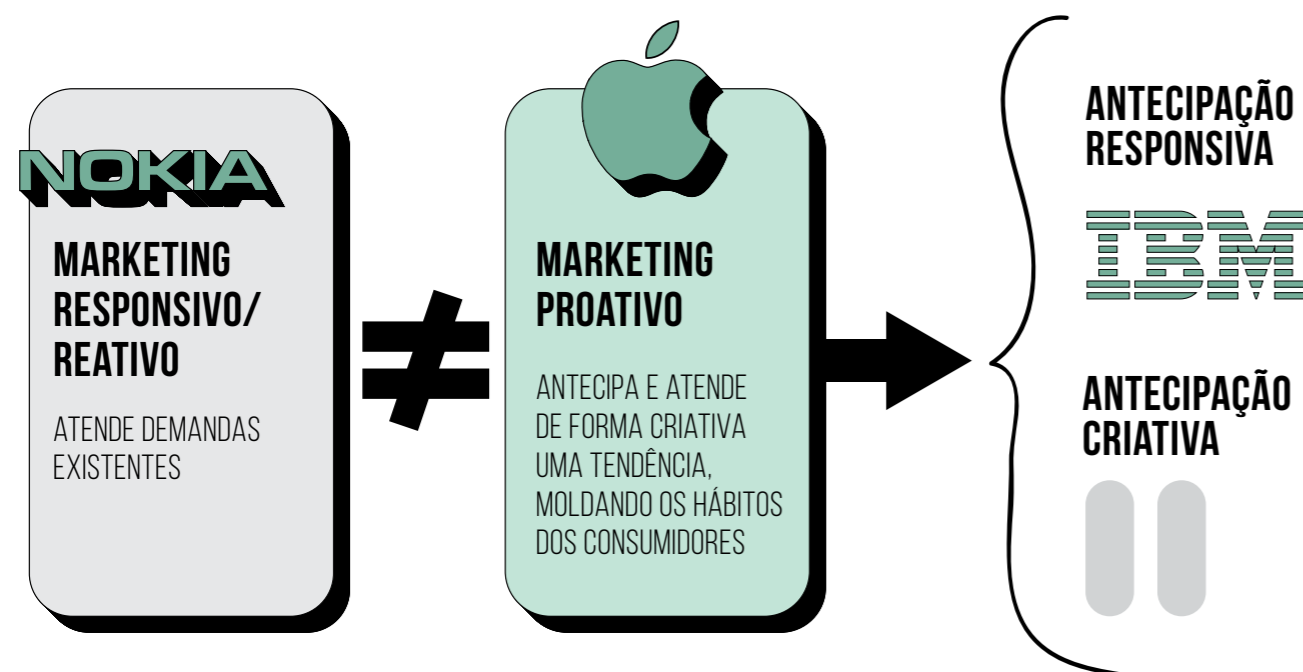 NOKIA
MARKETING
RESPONSIVO/
REATIVO
ATENDE DEMANDAS
EXISTENTES
≠
MARKETING
PROATIVO
ANTECIPA E ATENDE
DE FORMA CRIATIVA
UMA TENDÊNCIA,
MOLDANDO OS HÁBITOS
DOS CONSUMIDORES
ANTECIPAÇÃO
RESPONSIVA
IBM
ANTECIPAÇÃO
CRIATIVA